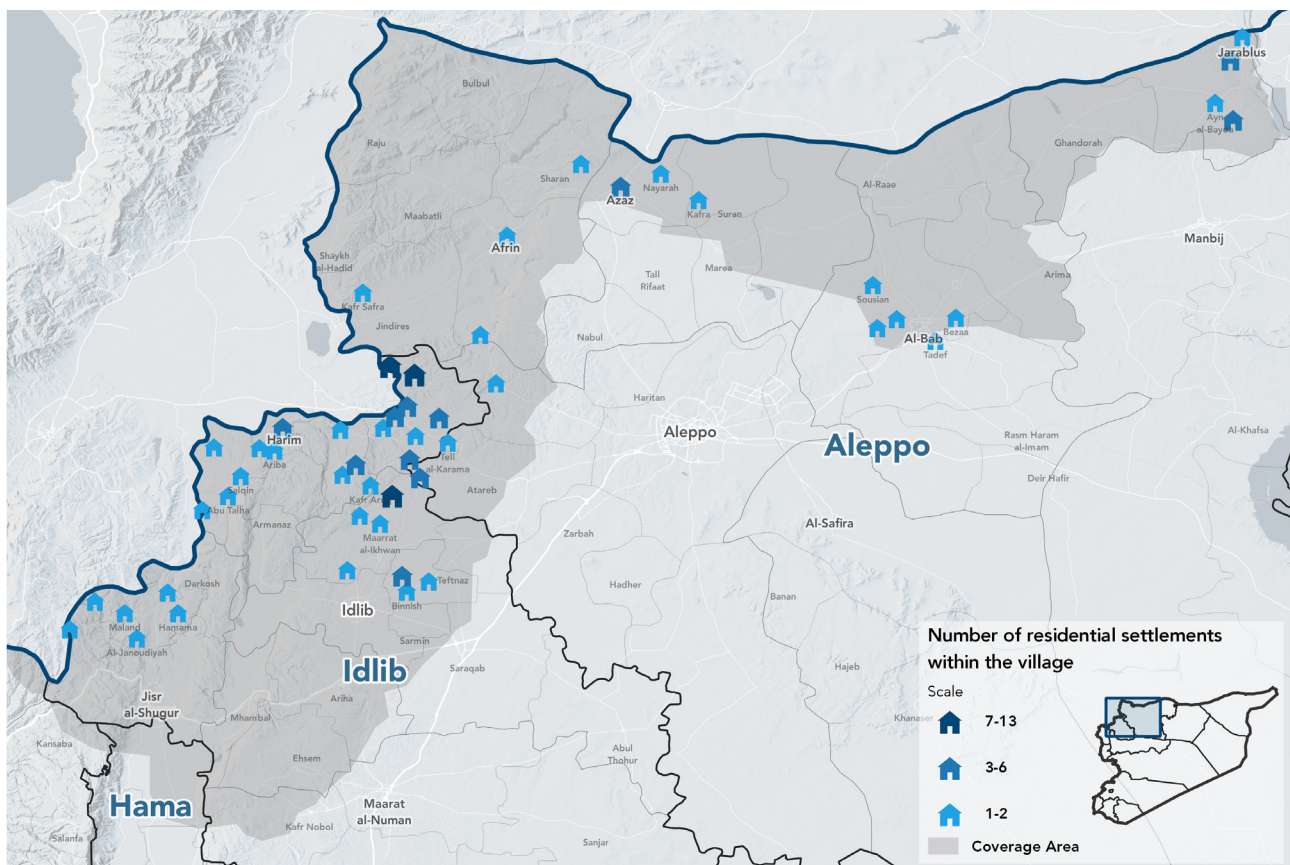 Jarablus
Bulbul
Ayn
al-Bayda
Raju
Ghandorah
Sharan
Nayarah
Al-Raae
Azaz
Kafra
Suran
Maabatli
Afrin
Manbij
Shaykh
al-Hadid
Marea
Arima
Tall
Rifaat
Sousian
Kafr Safra
Jindires
Nabul
Bezaa
Al-Bab
Tadef
Haritan
Harim
Aleppo
Aleppo
Al-Khafsa
Rasm Haram
al-Imam
Ariba
Tell
al-Karama
Deir Hafir
Salqin
Atareb
Abu Talha
Armanaz
Al-Safira
Maarrat
al-Ikhwan
Zarbah
Darkosh
Teftnaz
Hadher
Banan
Idlib
Binnish
Maland
Hamama
Sarmin
Al-Janoudiyah
Idlib
Saraqab
Hajeb
Jisr
al-Shugur
Ariha
Mhambal
Khanaser
Kansaba
Abul
Thohur
Ehsem
Hama
Maarat
al-Numan
Kafr Nobol
Salanfa
Sanjar
Number of residential settlements
within the village
Scale
7-13
3-6
1-2
Coverage Area